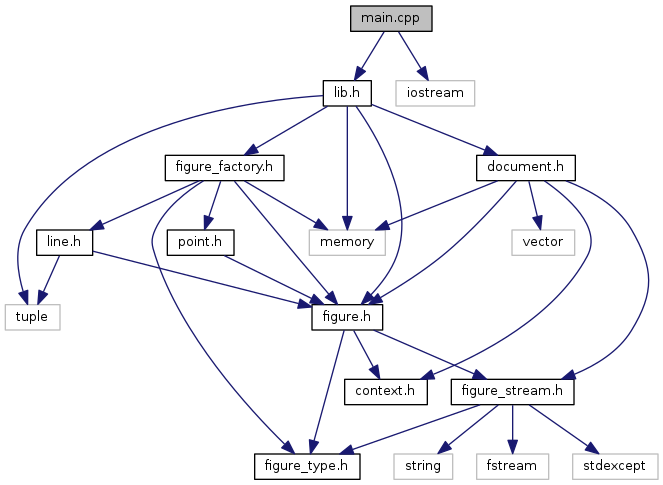 main.cpp
lib.h
iostream
figure_factory.h
document.h
line.h
point.h
memory
vector
tuple
figure.h
context.h
figure_stream.h
figure_type.h
string
fstream
stdexcept